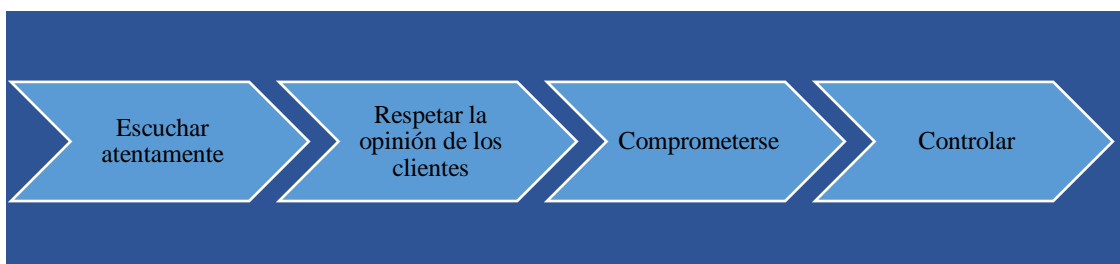 Escuchar
atentamente
Respetar la
opinión de los
clientes
Comprometerse
Controlar